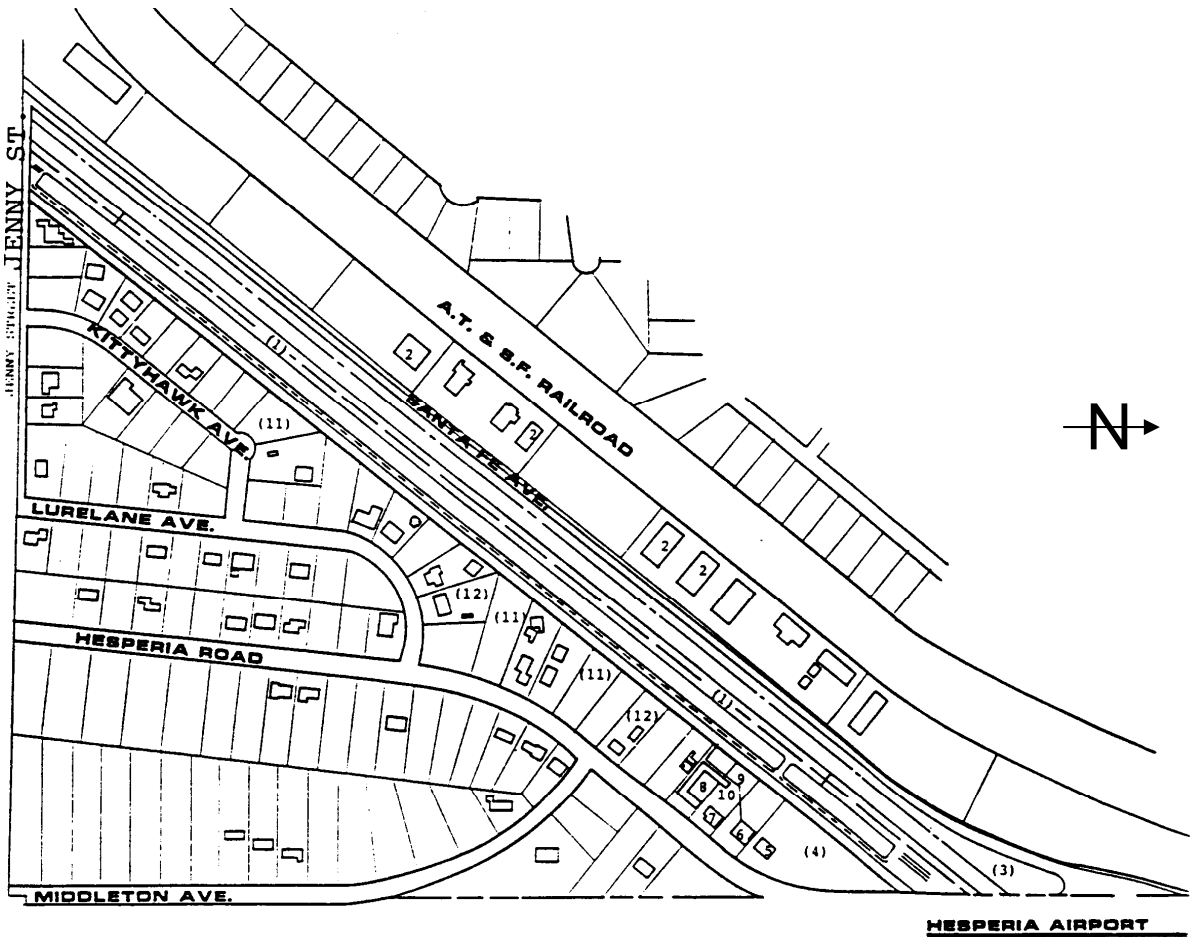 JENNY ST.
JENNY STREET
A.T. & S.F. RAILROAD
(1)
KITTYHAWK AVE.
2
SANTA FE AVE.
2
(11)
N
LURELANE AVE.
2
2
(12)
(11)
HESPERIA ROAD
(11)
(1)
(12)
9
8
10
7
6
5
(4)
(3)
MIDDLETON AVE.
HESPERIA AIRPORT